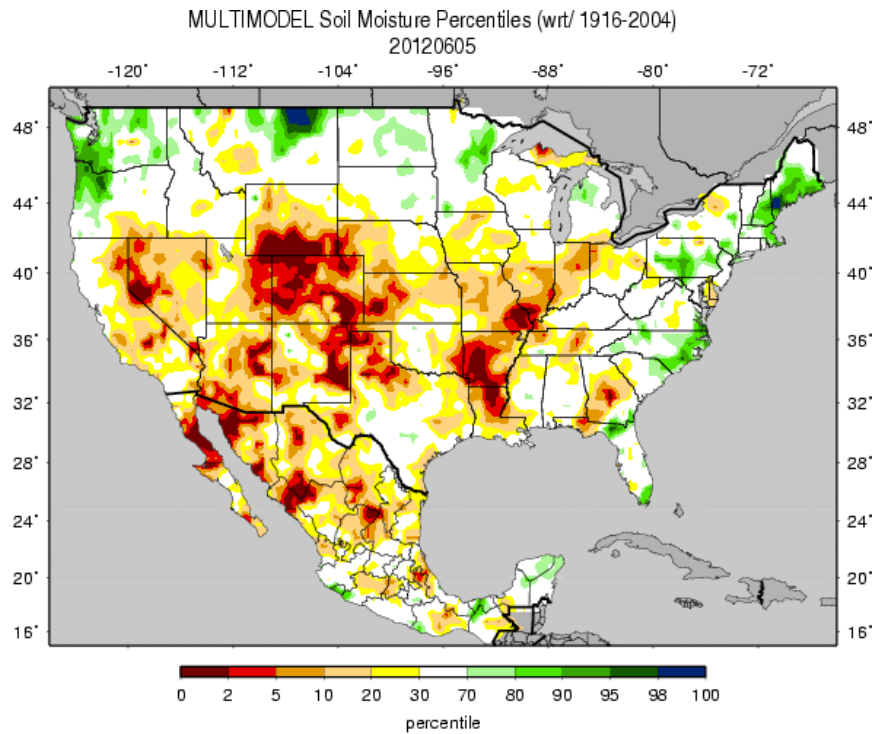 MULTIMODEL Soil Moisture Percentiles (wrt/ 1916-2004)
20120605
-120° -112° -104° -96° -88° -80° -72°
48° 48°
44° 44°
40° 40°
36° 36°
32° 32°
28° 28°
24° 24°
20° 20°
16° 16°
0 2 5 10 20 30 70 80 90 95 98 100
percentile